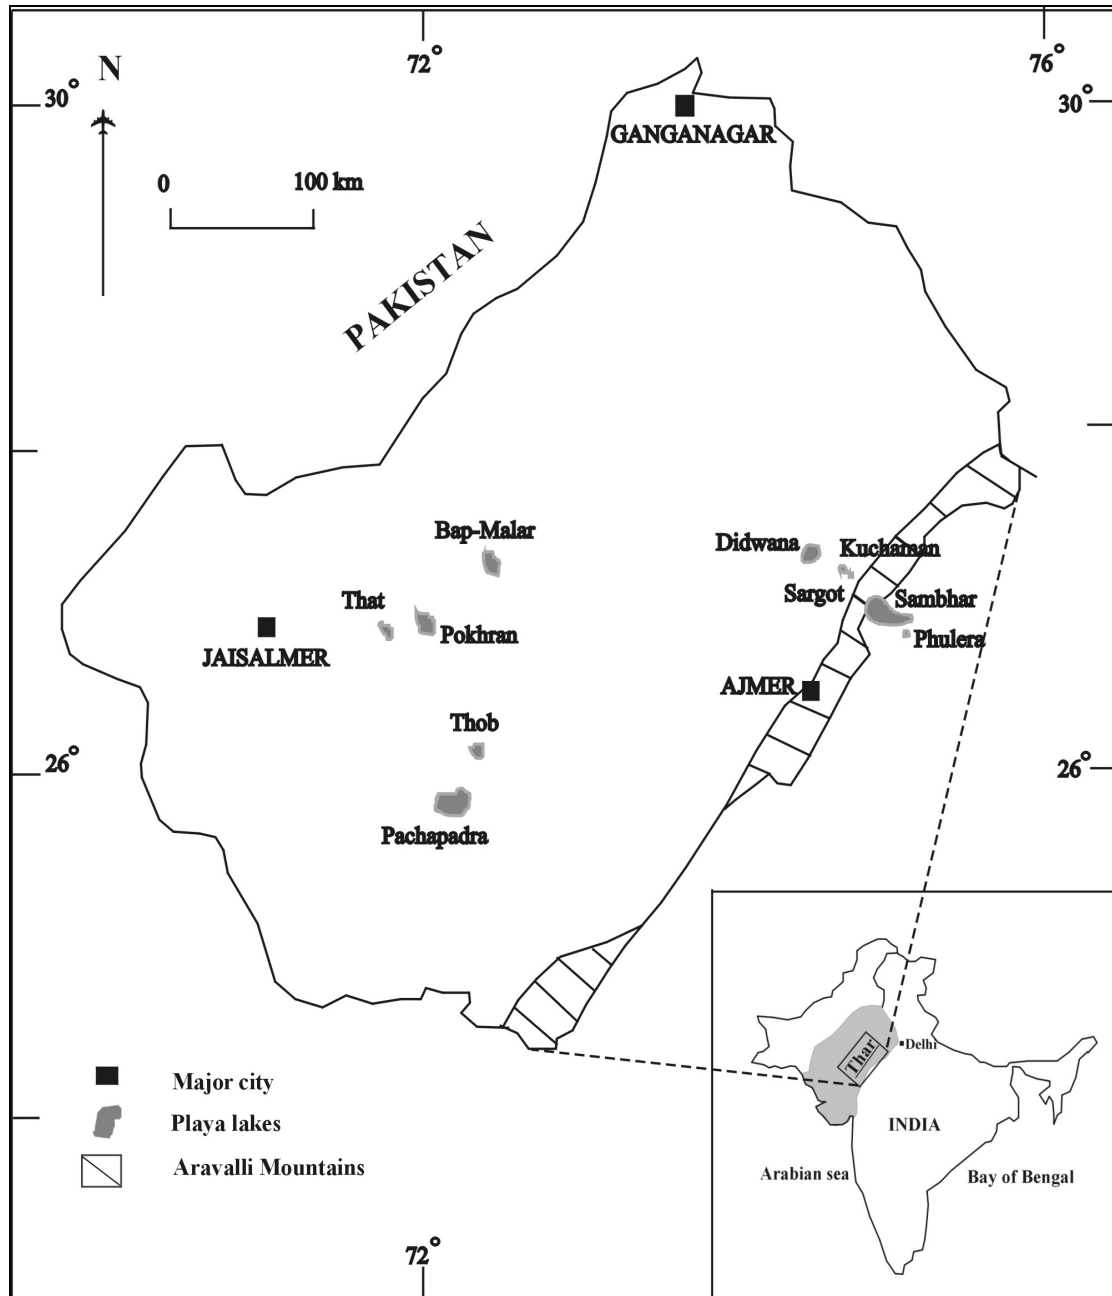 72°
76°
N
30°
30°
GANGANAGAR
0
100 km
PAKISTAN
Bap-Malar
Didwana
Kuchaman
That
Sargot
Sambhar
Pokhran
Phulera
JAISALMER
AJMER
Thob
26°
26°
Pachapadra
Thar
Delhi
Major city
Playa lakes
INDIA
Aravalli Mountains
Arabian sea
Bay of Bengal
72°